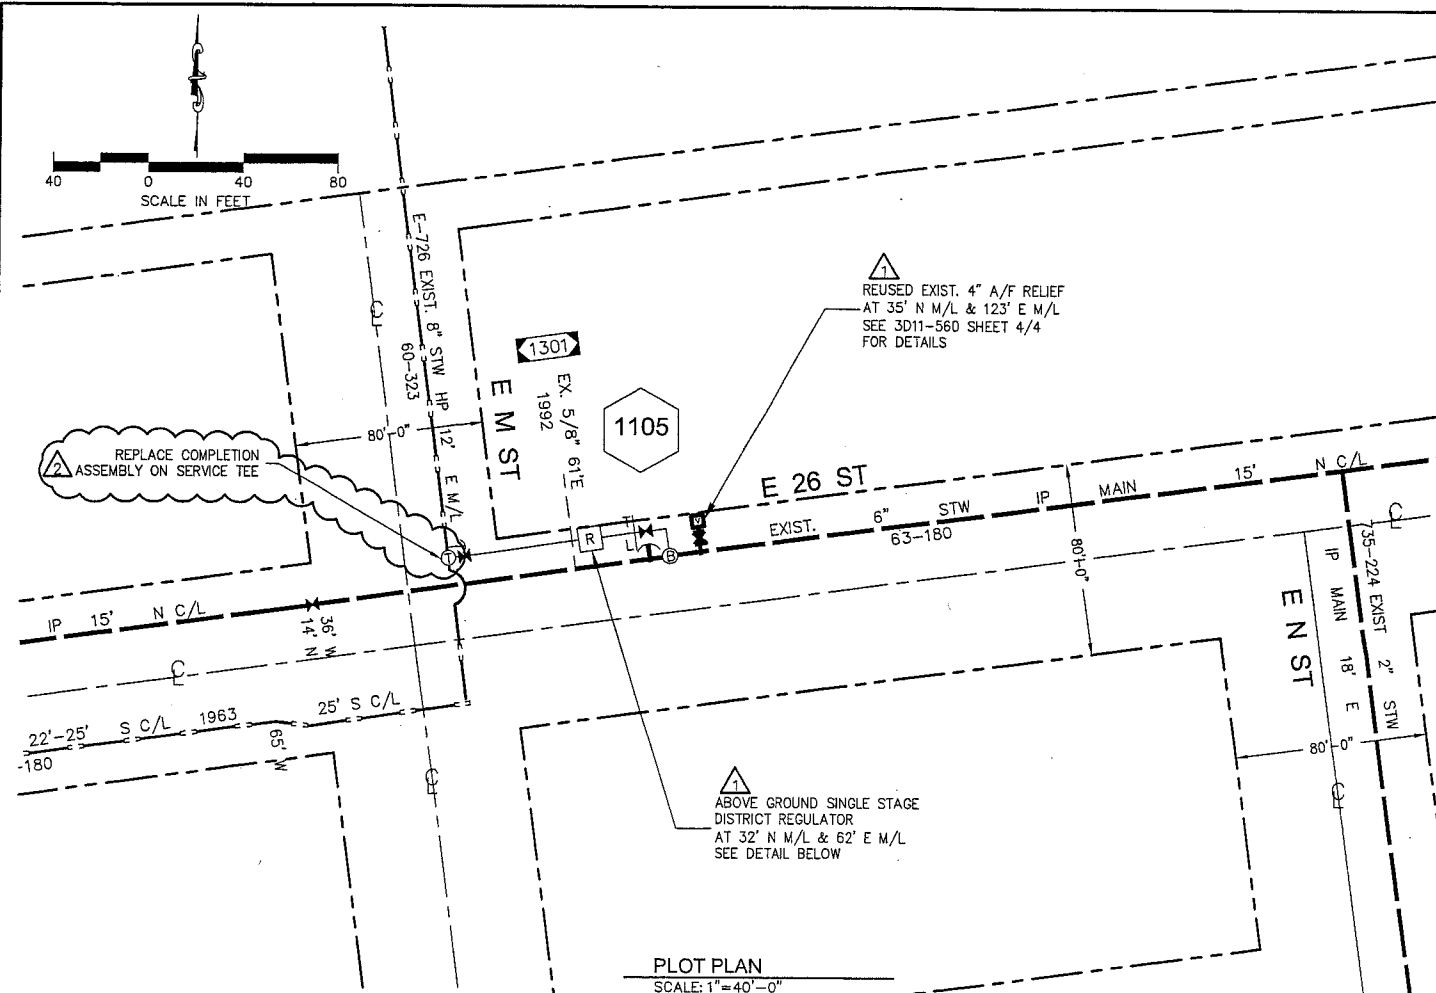 40 0 40 80
SCALE IN FEET
E-726 EXIST. 8" STW HP 12' E M/L
60-323
80'-0"
E M ST
1301
EX. 5/8" 61'E
1992
1105
1
REUSED EXIST. 4" A/F RELIEF
AT 35' N M/L & 123' E M/L
SEE 3D11-560 SHEET 4/4
FOR DETAILS
2
REPLACE COMPLETION
ASSEMBLY ON SERVICE TEE
E 26 ST
EXIST. 6" STW IP MAIN 15' N C/L
63-180
T
R
T
L
B
80'-0"
IP 15' N C/L
36' W
14' N
735-224 EXIST 2" STW
IP MAIN 18' E
E N ST
80'-0"
22'-25' S C/L 1963 25' S C/L
-180
65' W
1
ABOVE GROUND SINGLE STAGE
DISTRICT REGULATOR
AT 32' N M/L & 62' E M/L
SEE DETAIL BELOW
PLOT PLAN
SCALE: 1"=40'-0"